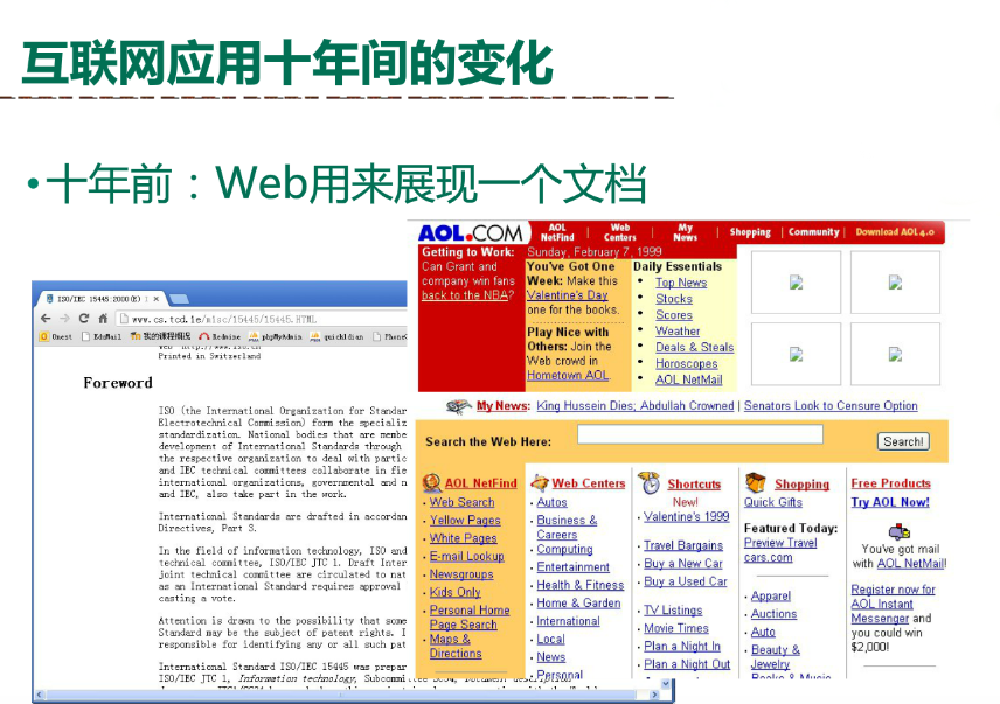 互联网应用十年间的变化
•十年前：Web用来展现一个文档
ISO/IEC 15445:2000(E)
www.cs.tcd.ie/misc/15445/15445.HTML
Onest EduMail 我的课程概况 Redmine phpMyAdmin quickldian
Printed in Switzerland
Foreword
ISO (the International Organization for Standar
Electrotechnical Commission) form the specializ
standardization. National bodies that are membe
development of International Standards through
the respective organization to deal with partic
and IEC technical committees collaborate in fie
international organizations, governmental and n
and IEC, also take part in the work.
International Standards are drafted in accordan
Directives, Part 3.
In the field of information technology, ISO and
technical committee, ISO/IEC JTC 1. Draft Inter
joint technical committee are circulated to nat
as an International Standard requires approval
casting a vote.
Attention is drawn to the possibility that some
Standard may be the subject of patent rights. I
responsible for identifying any or all such pat
International Standard ISO/IEC 15445 was prepar
ISO/IEC JTC 1, Information technology, Subcommi
AOL.COM
AOL NetFind
Web Centers
My News
Shopping
Community
Download AOL 4.0
Getting to Work:
Can Grant and
company win fans
back to the NBA?
Sunday, February 7, 1999
You've Got One
Week: Make this
Valentine's Day
one for the books.
Play Nice with
Others: Join the
Web crowd in
Hometown AOL.
Daily Essentials
• Top News
• Stocks
• Scores
• Weather
• Deals & Steals
• Horoscopes
• AOL NetMail
My News: King Hussein Dies; Abdullah Crowned | Senators Look to Censure Option
Search the Web Here:
Search!
AOL NetFind
· Web Search
· Yellow Pages
· White Pages
· E-mail Lookup
· Newsgroups
· Kids Only
· Personal Home
Page Search
· Maps &
Directions
Web Centers
· Autos
· Business &
Careers
· Computing
· Entertainment
· Health & Fitness
· Home & Garden
· International
· Local
· News
· Personal
Shortcuts
New!
· Valentine's 1999
· Travel Bargains
· Buy a New Car
· Buy a Used Car
· TV Listings
· Movie Times
· Plan a Night In
· Plan a Night Out
Shopping
Quick Gifts
Featured Today:
Preview Travel
cars.com
· Apparel
· Auctions
· Auto
· Beauty &
Jewelry
Books & Music
Free Products
Try AOL Now!
You've got mail
with AOL NetMail!
Register now for
AOL Instant
Messenger and
you could win
$2,000!